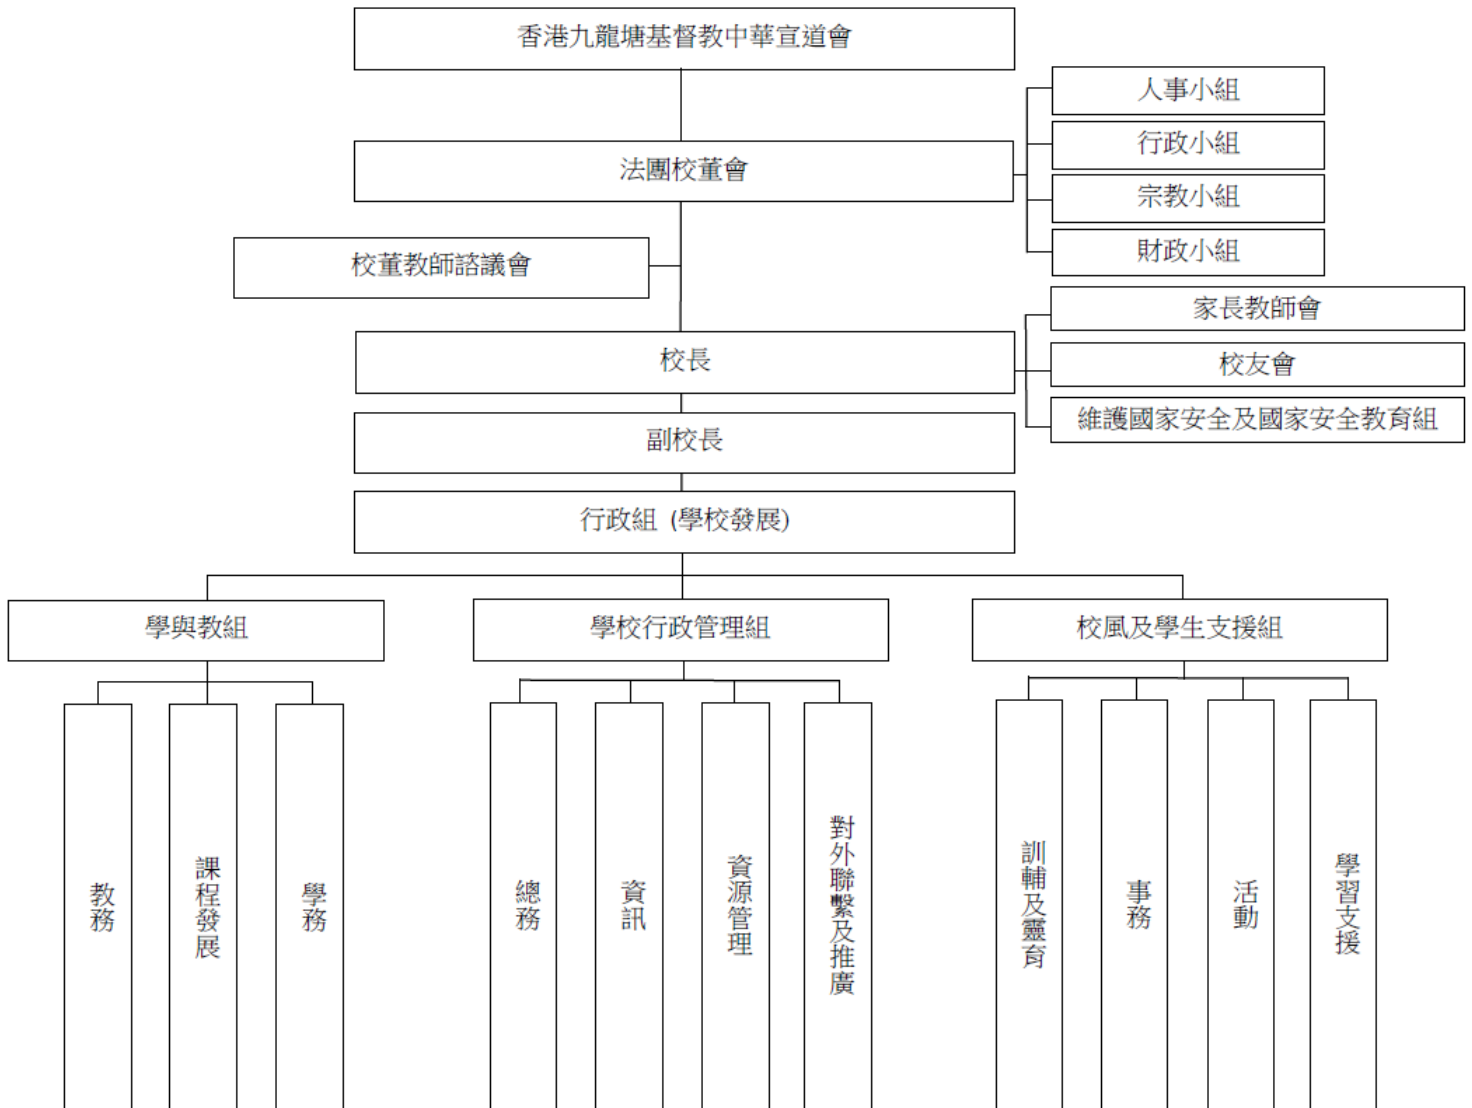 香港九龍塘基督教中華宣道會
人事小組
行政小組
法團校董會
宗教小組
財政小組
校董教師諮議會
家長教師會
校長
校友會
維護國家安全及國家安全教育組
副校長
行政組 (學校發展)
學與教組
學校行政管理組
校風及學生支援組
教務
課程發展
學務
總務
資訊
資源管理
對外聯繫及推廣
訓輔及靈育
事務
活動
學習支援